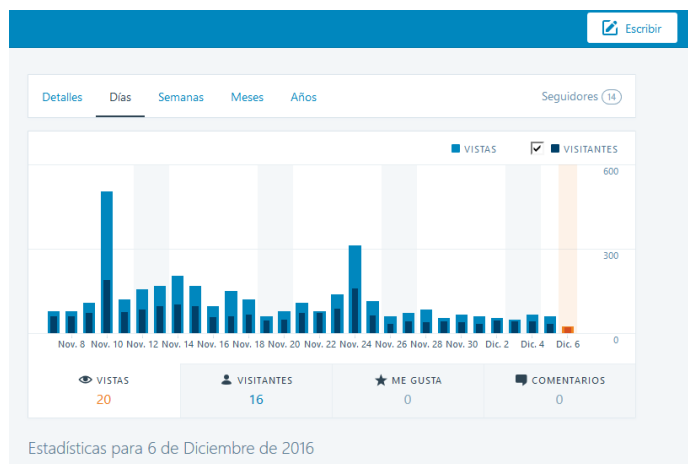 Escribir
Detalles Días Semanas Meses Años Seguidores 14
VISTAS VISITANTES
600
300
Nov. 8 Nov. 10 Nov. 12 Nov. 14 Nov. 16 Nov. 18 Nov. 20 Nov. 22 Nov. 24 Nov. 26 Nov. 28 Nov. 30 Dic. 2 Dic. 4 Dic. 6 0
VISTAS VISITANTES ME GUSTA COMENTARIOS
20 16 0 0
Estadísticas para 6 de Diciembre de 2016